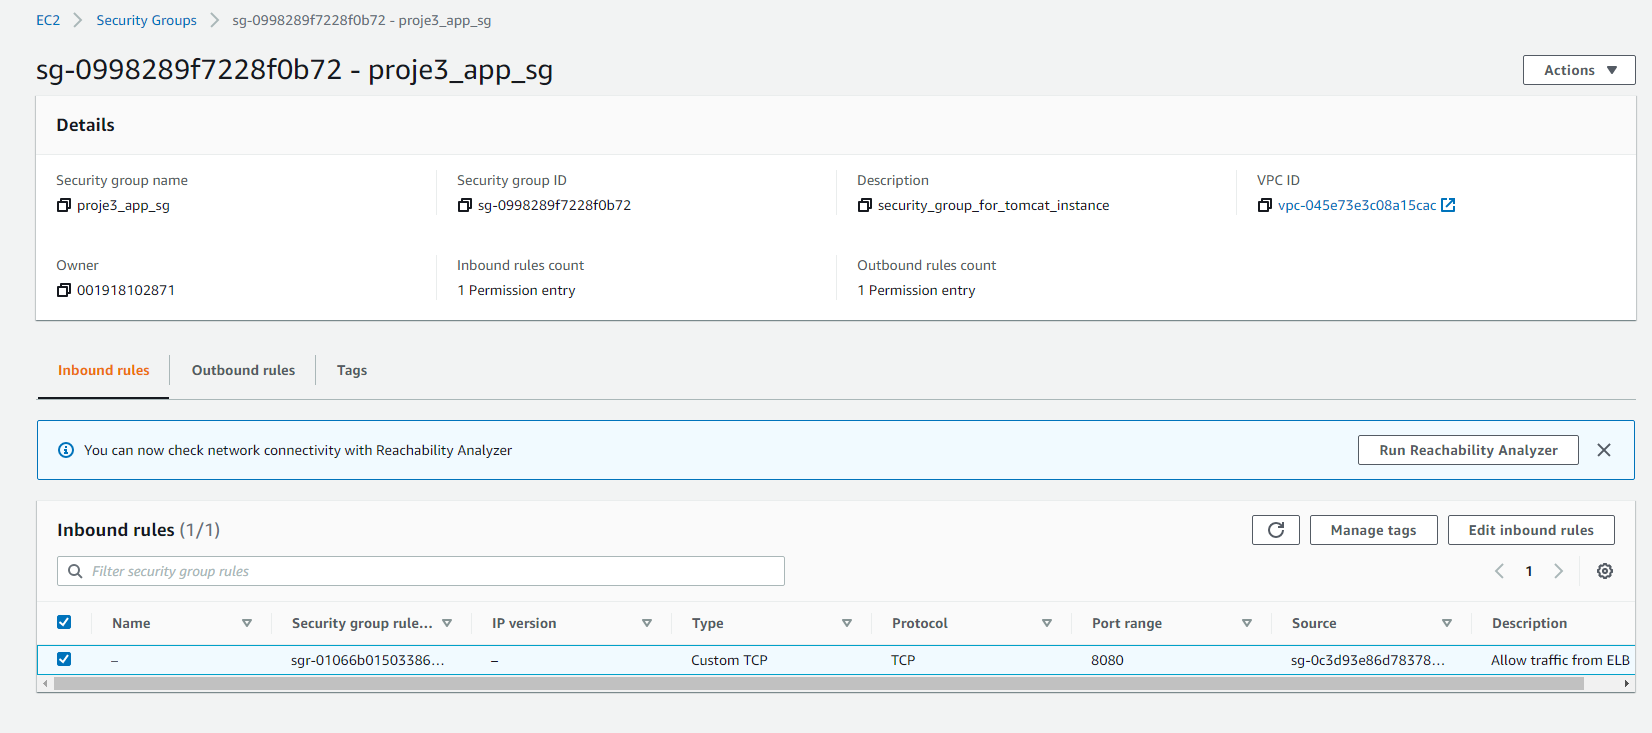 EC2 > Security Groups > sg-0998289f7228f0b72 - proje3_app_sg
sg-0998289f7228f0b72 - proje3_app_sg
Actions
Details
Security group name
proje3_app_sg
Security group ID
sg-0998289f7228f0b72
Description
security_group_for_tomcat_instance
VPC ID
vpc-045e73e3c08a15cac
Owner
001918102871
Inbound rules count
1 Permission entry
Outbound rules count
1 Permission entry
Inbound rules Outbound rules Tags
You can now check network connectivity with Reachability Analyzer
Run Reachability Analyzer
Inbound rules (1/1)
Manage tags
Edit inbound rules
Filter security group rules
1
Name Security group rule... IP version Type Protocol Port range Source Description
– sgr-01066b01503386... – Custom TCP TCP 8080 sg-0c3d93e86d78378... Allow traffic from ELB